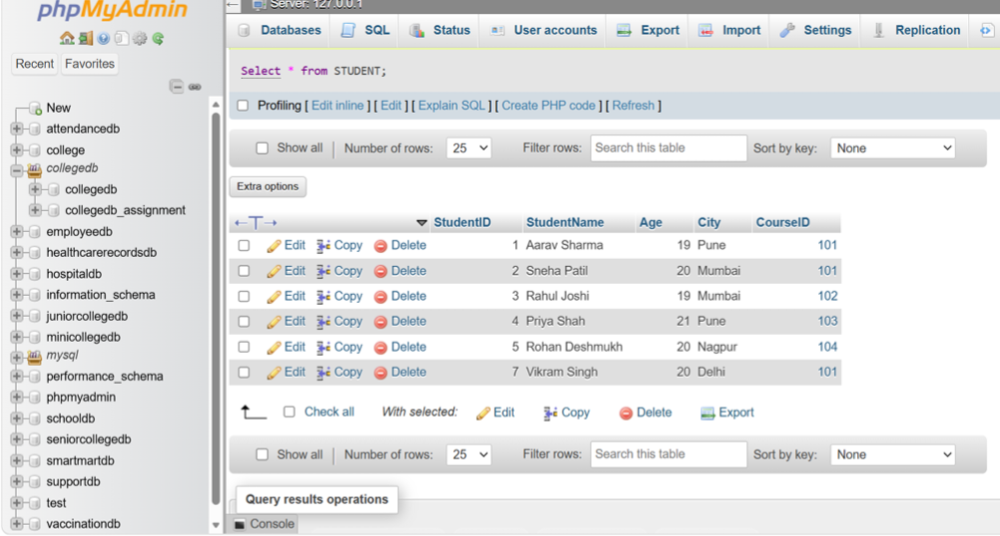 phpMyAdmin
Recent Favorites
New
attendancedb
college
collegedb
collegedb
collegedb_assignment
employeedb
healthcarerecordsdb
hospitaldb
information_schema
juniorcollegedb
minicollegedb
mysql
performance_schema
phpmyadmin
schooldb
seniorcollegedb
smartmartdb
supportdb
test
vaccinationdb
Server: 127.0.0.1
Databases SQL Status User accounts Export Import Settings Replication
Select * from STUDENT;
Profiling [ Edit inline ] [ Edit ] [ Explain SQL ] [ Create PHP code ] [ Refresh ]
Show all Number of rows: 25 Filter rows: Search this table Sort by key: None
Extra options
StudentID StudentName Age City CourseID
Edit Copy Delete 1 Aarav Sharma 19 Pune 101
Edit Copy Delete 2 Sneha Patil 20 Mumbai 101
Edit Copy Delete 3 Rahul Joshi 19 Mumbai 102
Edit Copy Delete 4 Priya Shah 21 Pune 103
Edit Copy Delete 5 Rohan Deshmukh 20 Nagpur 104
Edit Copy Delete 7 Vikram Singh 20 Delhi 101
Check all With selected: Edit Copy Delete Export
Show all Number of rows: 25 Filter rows: Search this table Sort by key: None
Query results operations
Console